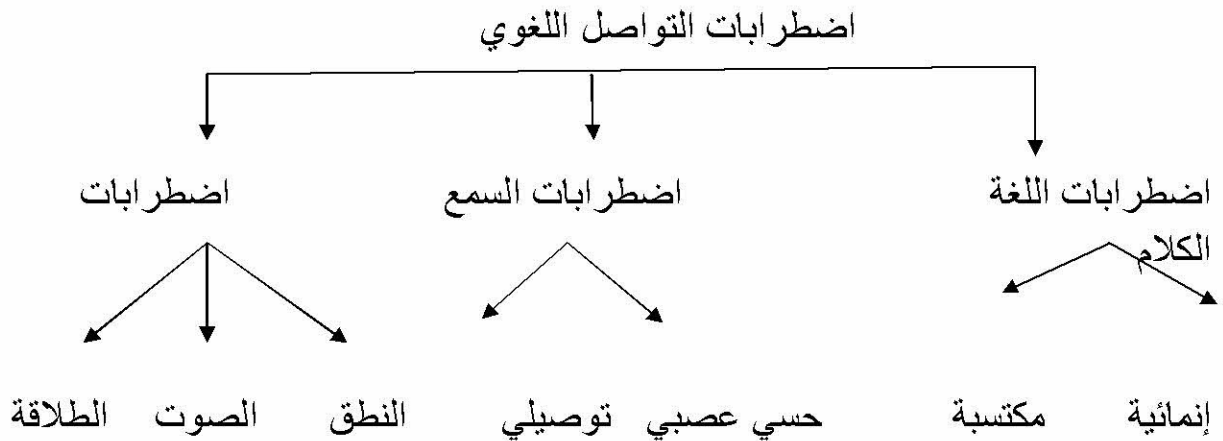 اضطرابات التواصل اللغوي
اضطرابات اللغة اضطرابات السمع اضطرابات
الكلام
إنمائية مكتسبة حسي عصبي توصيلي النطق الصوت الطلاقة